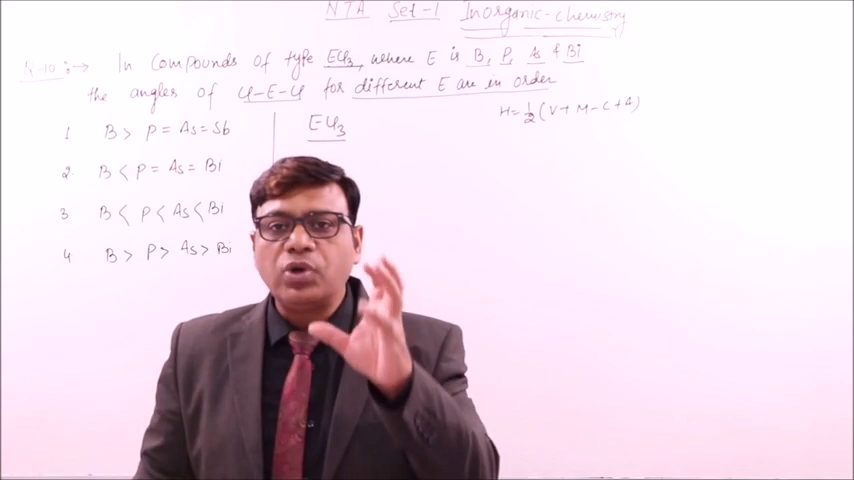 NTA Set-1 Inorganic-chemistry
Q-10 :→ In Compounds of type ECl3, where E is B, P, As & Bi
the angles of Cl-E-Cl for different E are in order
H=1/2(V+M-C+A)
ECl3
1 B > P = As = Sb
2. B < P = As = Bi
3 B < P < As < Bi
4 B > P > As > Bi